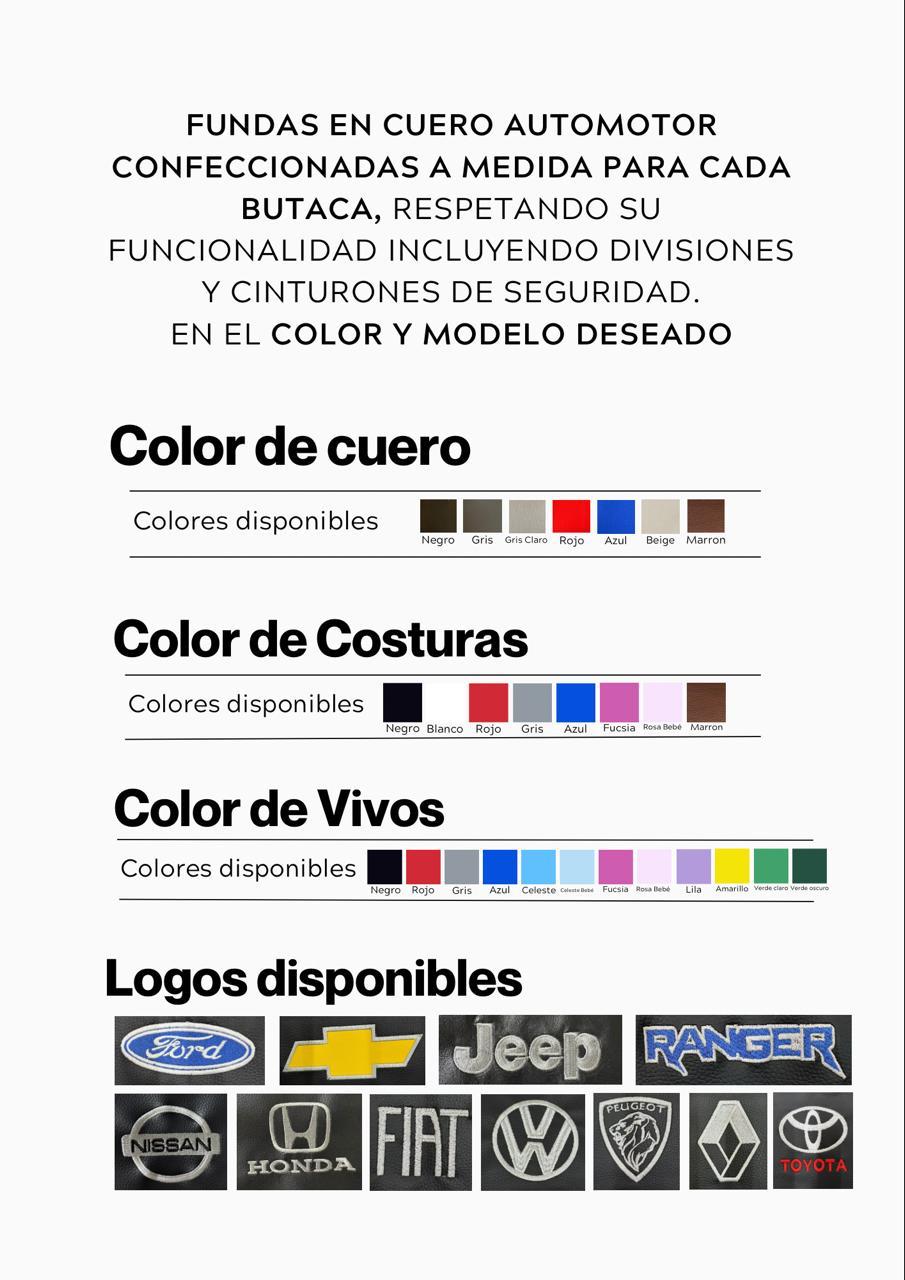 FUNDAS EN CUERO AUTOMOTOR
CONFECCIONADAS A MEDIDA PARA CADA
BUTACA, RESPETANDO SU
FUNCIONALIDAD INCLUYENDO DIVISIONES
Y CINTURONES DE SEGURIDAD.
EN EL COLOR Y MODELO DESEADO
Color de cuero
Colores disponibles
Negro Gris Gris Claro Rojo Azul Beige Marron
Color de Costuras
Colores disponibles
Negro Blanco Rojo Gris Azul Fucsia Rosa Bebé Marron
Color de Vivos
Colores disponibles
Negro Rojo Gris Azul Celeste Celeste Bebé Fucsia Rosa Bebé Lila Amarillo Verde claro Verde oscuro
Logos disponibles
Ford Jeep RANGER
NISSAN HONDA FIAT VW PEUGEOT TOYOTA